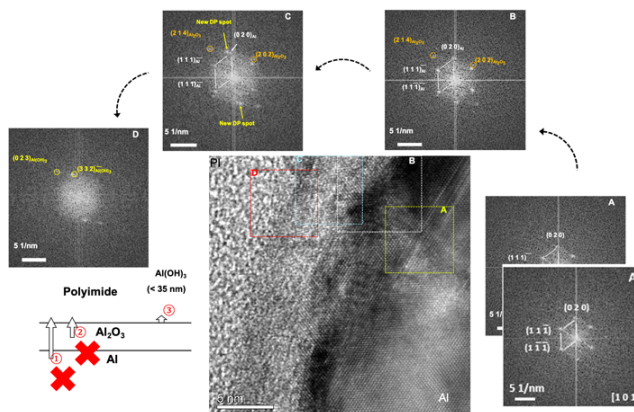 C
New DP spot
(2 1 4)Al₂O₃
(0 2 0)Al
(2 0 2)Al₂O₃
(1 1 1)Al
(1 1 1̄)Al
New DP spot
5 1/nm
B
(2 1 4)Al₂O₃
(0 2 0)Al
(2 0 2)Al₂O₃
(1 1 1)Al
(1 1 1̄)Al
5 1/nm
D
(0 2 3)Al(OH)₃
(3 3 2)Al(OH)₃
5 1/nm
PI
D
C
B
A
5 nm
Al
A
(0 2 0)
(1 1 1)
A
(0 2 0)
(1 1 1̄)
(1 1̄ 1̄)
5 1/nm
[1 0 1
Al(OH)₃
(< 35 nm)
Polyimide
③
Al₂O₃
②
Al
①